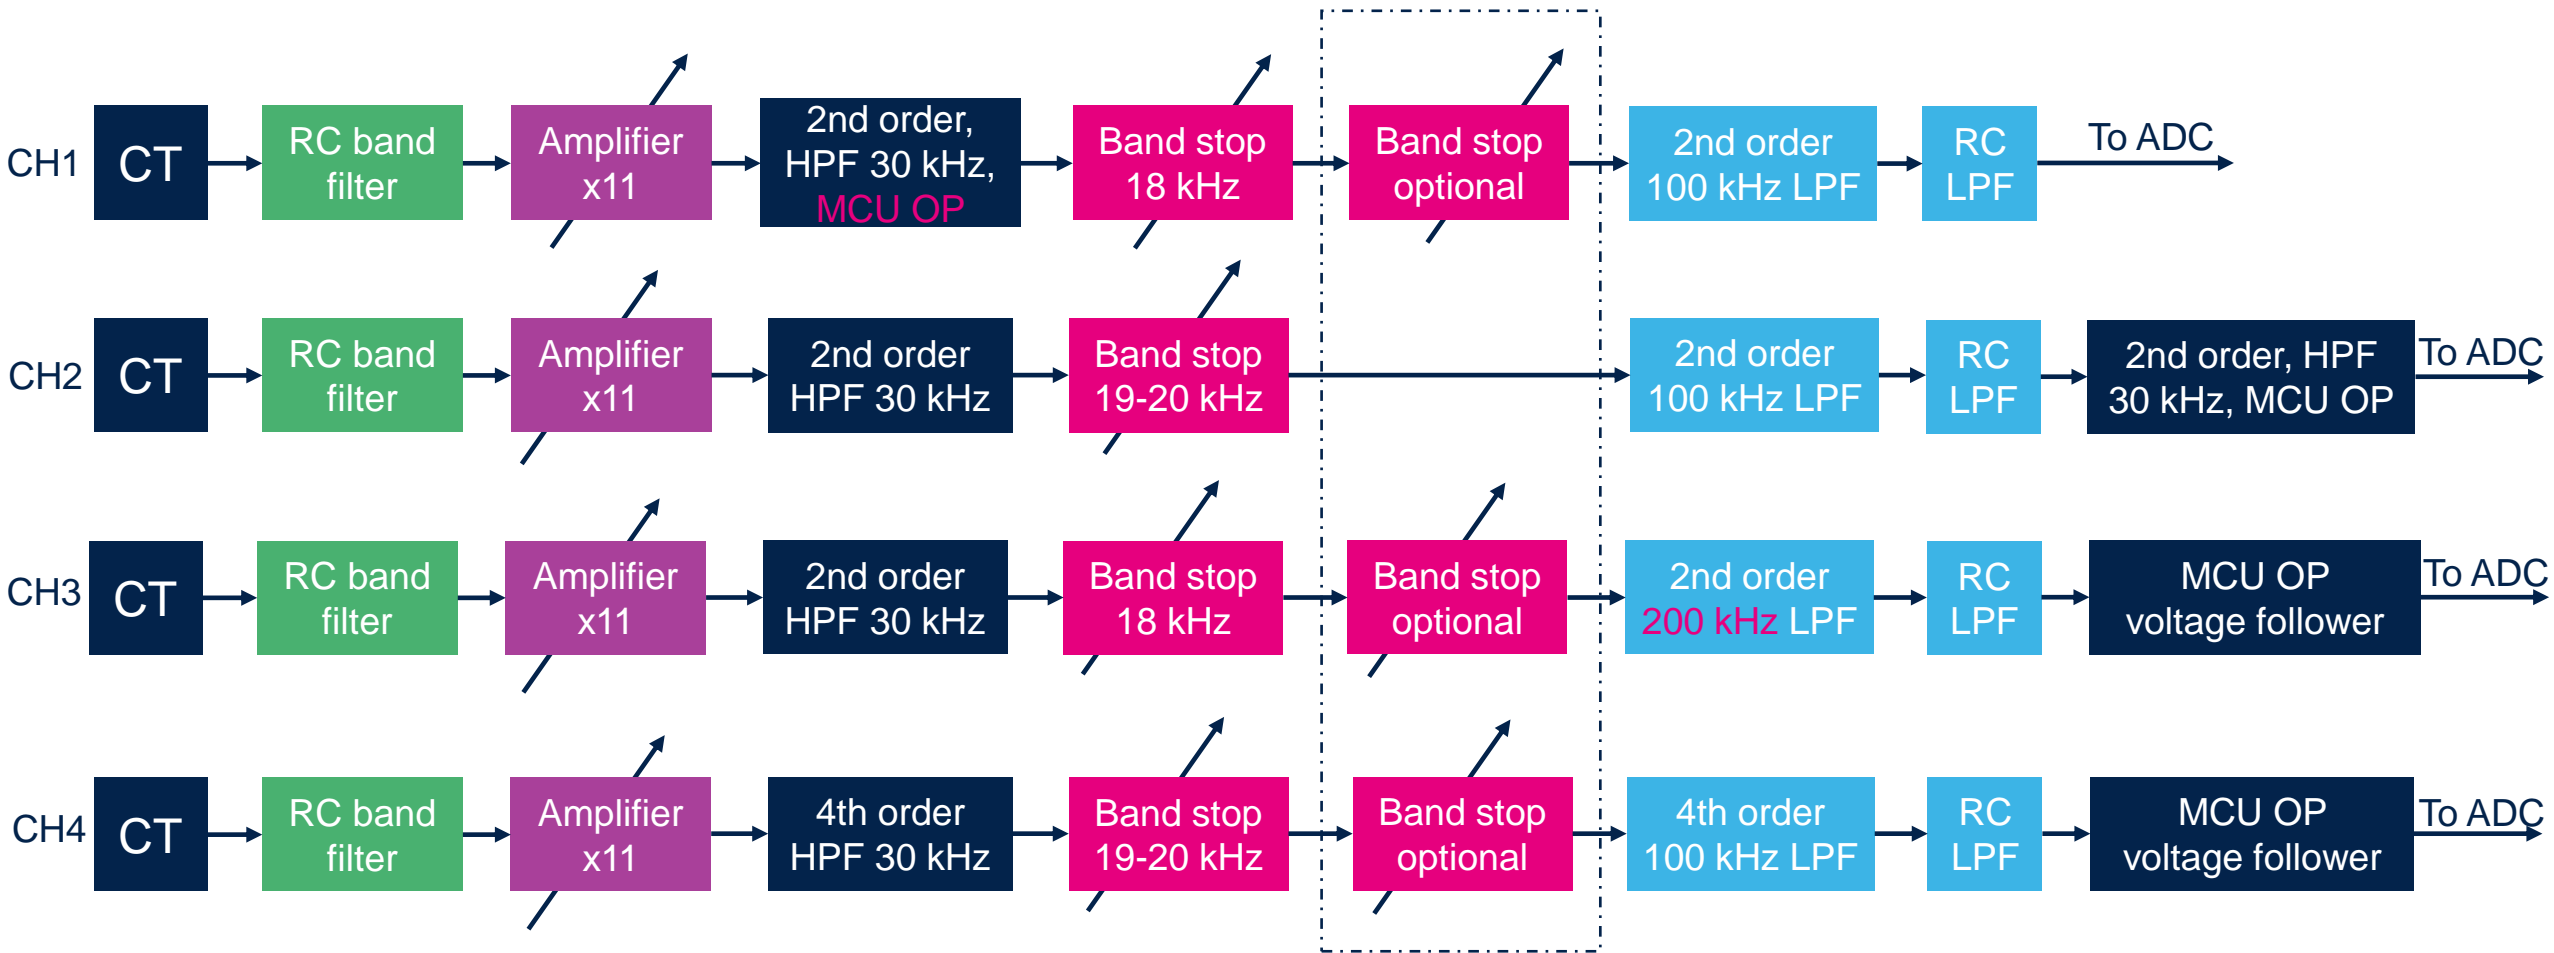 CH1
CT
RC band
filter
Amplifier
x11
2nd order,
HPF 30 kHz,
MCU OP
Band stop
18 kHz
Band stop
optional
2nd order
100 kHz LPF
RC
LPF
To ADC
CH2
CT
RC band
filter
Amplifier
x11
2nd order
HPF 30 kHz
Band stop
19-20 kHz
2nd order
100 kHz LPF
RC
LPF
2nd order, HPF
30 kHz, MCU OP
To ADC
CH3
CT
RC band
filter
Amplifier
x11
2nd order
HPF 30 kHz
Band stop
18 kHz
Band stop
optional
2nd order
200 kHz LPF
RC
LPF
MCU OP
voltage follower
To ADC
CH4
CT
RC band
filter
Amplifier
x11
4th order
HPF 30 kHz
Band stop
19-20 kHz
Band stop
optional
4th order
100 kHz LPF
RC
LPF
MCU OP
voltage follower
To ADC